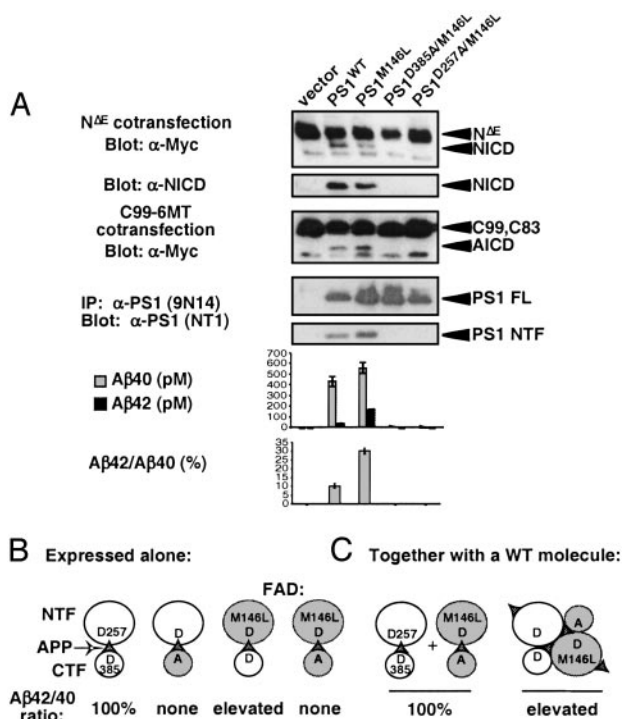 A
vector
PS1WT
PS1M146L
PS1D385A/M146L
PS1D257A/M146L
NΔE cotransfection
Blot: α-Myc
NΔE
NICD
Blot: α-NICD
NICD
C99-6MT
cotransfection
Blot: α-Myc
C99,C83
AICD
IP: α-PS1 (9N14)
Blot: α-PS1 (NT1)
PS1 FL
PS1 NTF
Aβ40 (pM)
Aβ42 (pM)
700
600
500
400
300
200
100
0
Aβ42/Aβ40 (%)
35
30
25
20
15
10
5
0
B Expressed alone:
C Together with a WT molecule:
FAD:
NTF
APP
CTF
D257
D
385
D
A
M146L
D
D
M146L
D
A
D257
D
385
+
M146L
D
A
D
D
A
D
M146L
Aβ42/40
ratio:
100% none elevated none 100% elevated